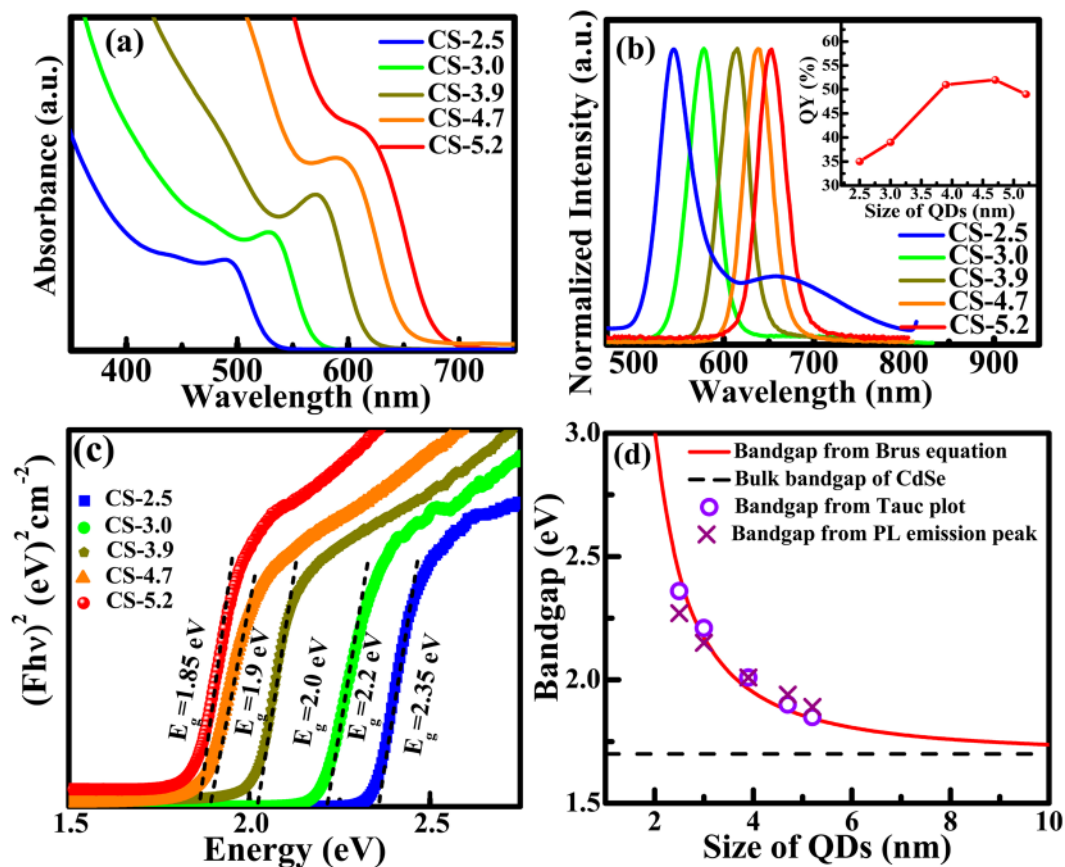 (a)
CS-2.5
CS-3.0
CS-3.9
CS-4.7
CS-5.2
Absorbance (a.u.)
400 500 600 700
Wavelength (nm)
(b)
Normalized Intensity (a.u.)
QY (%)
60
55
50
45
40
35
30
2.5 3.0 3.5 4.0 4.5 5.0
Size of QDs (nm)
CS-2.5
CS-3.0
CS-3.9
CS-4.7
CS-5.2
500 600 700 800 900
Wavelength (nm)
(c)
(Fhν)² (eV)² cm⁻²
CS-2.5
CS-3.0
CS-3.9
CS-4.7
CS-5.2
E_g=1.85 eV
E_g=1.9 eV
E_g=2.0 eV
E_g=2.2 eV
E_g=2.35 eV
1.5 2.0 2.5
Energy (eV)
(d)
Bandgap from Brus equation
Bulk bandgap of CdSe
Bandgap from Tauc plot
Bandgap from PL emission peak
Bandgap (eV)
3.0
2.5
2.0
1.5
2 4 6 8 10
Size of QDs (nm)